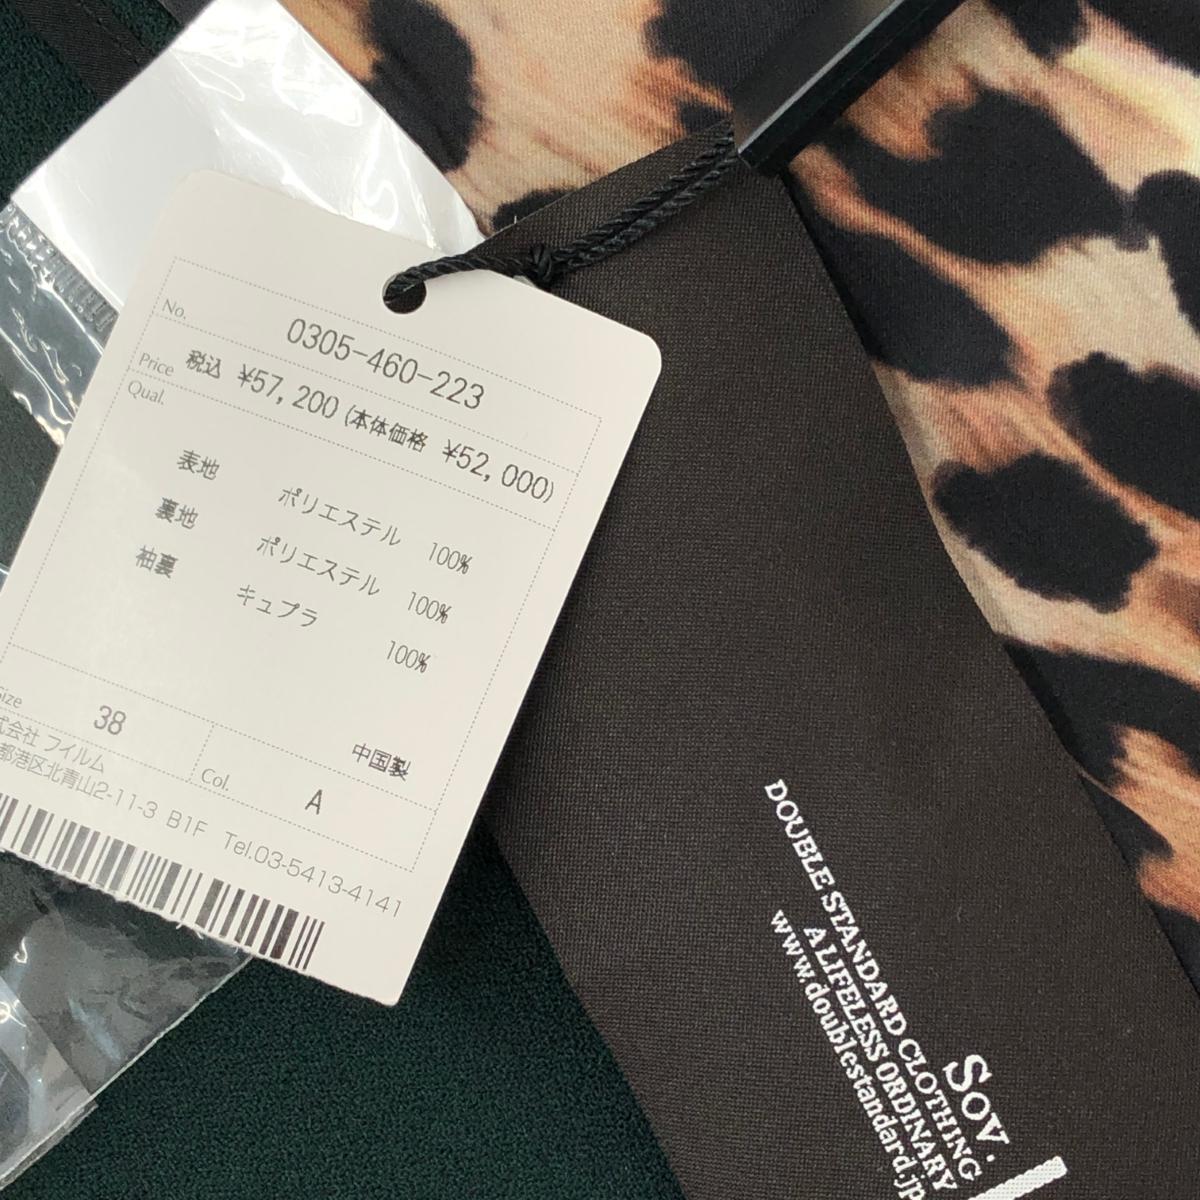 No. 0305-460-223
Price 税込 ¥57,200 (本体価格 ¥52,000)
Qual.
表地 ポリエステル 100%
裏地 ポリエステル 100%
袖裏 キュプラ 100%
中国製
Size 38 Col. A
式会社 フイルム
都港区北青山2-11-3 B1F Tel.03-5413-4141
Sov.
DOUBLE STANDARD CLOTHING
A LIFELESS ORDINARY
www.doublestandard.jp